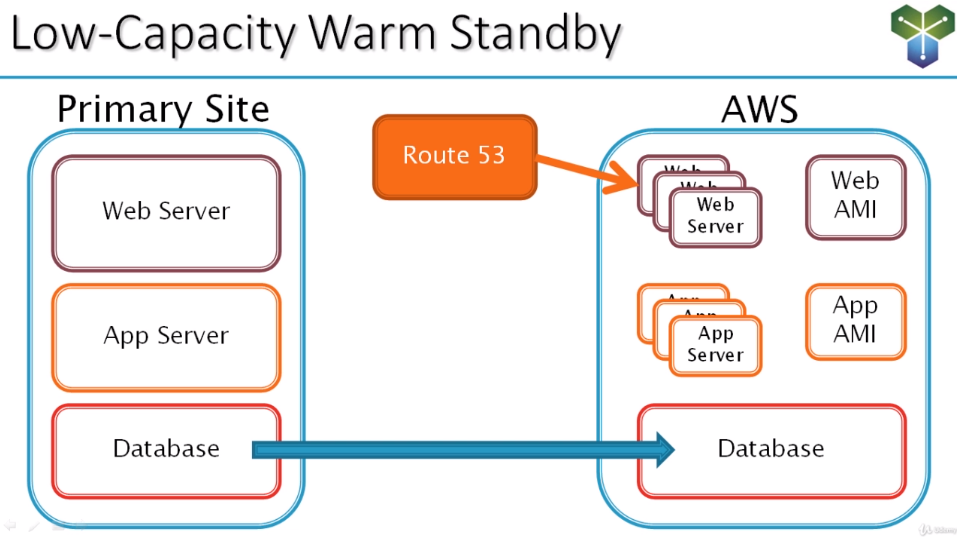 Low-Capacity Warm Standby
Primary Site
AWS
Route 53
Web Server
App Server
Database
Web
Web
Web
Server
Web
AMI
App
App
App
Server
App
AMI
Database
Udemy